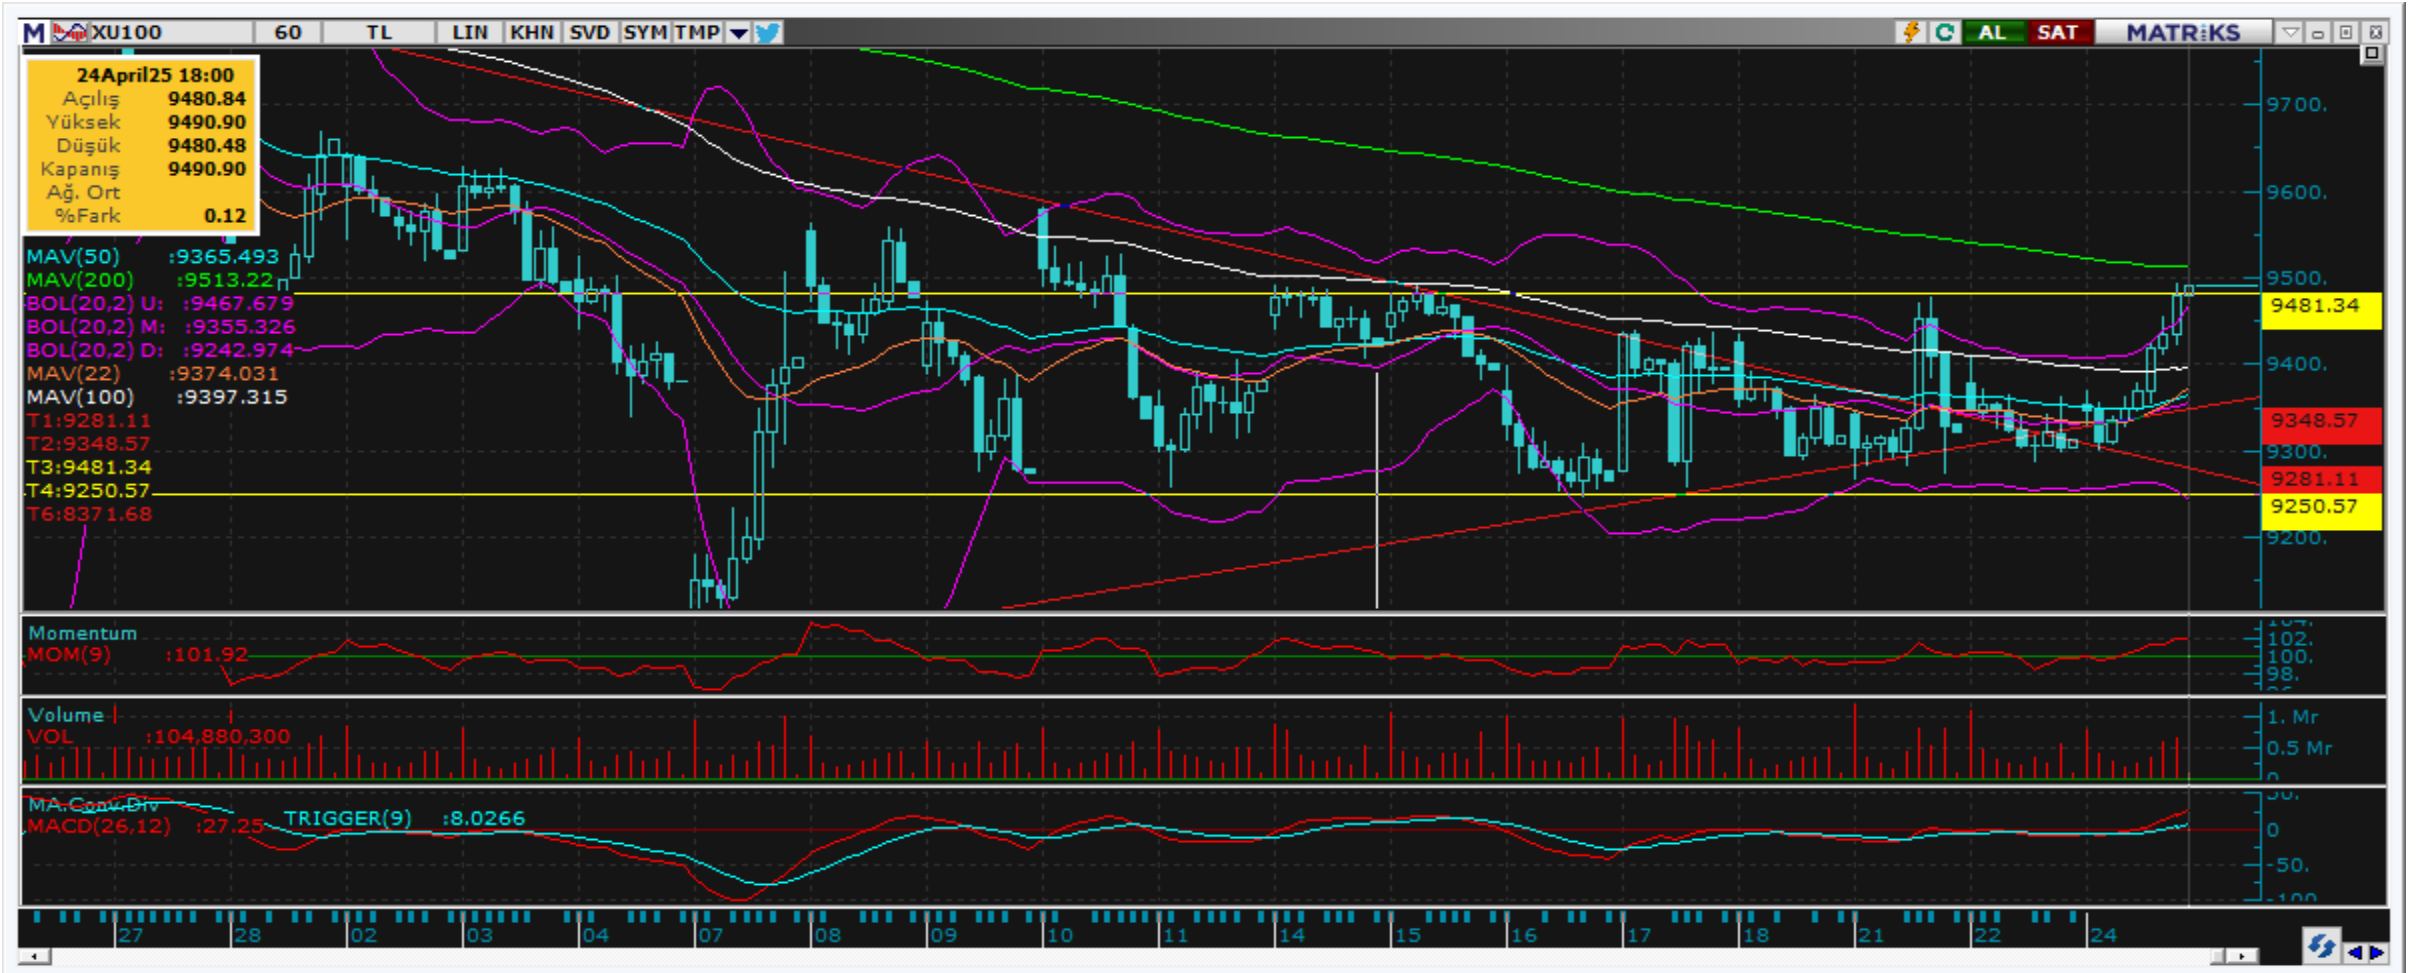 M XU100 60 TL LIN KHN SVD SYM TMP AL SAT MATRiKS
24April25 18:00
Açılış 9480.84
Yüksek 9490.90
Düşük 9480.48
Kapanış 9490.90
Ağ. Ort
%Fark 0.12
MAV(50) :9365.493
MAV(200) :9513.22
BOL(20,2) U: :9467.679
BOL(20,2) M: :9355.326
BOL(20,2) D: :9242.974
MAV(22) :9374.031
MAV(100) :9397.315
T1:9281.11
T2:9348.57
T3:9481.34
T4:9250.57
T6:8371.68
9700.
9600.
9500.
9481.34
9400.
9348.57
9300.
9281.11
9250.57
9200.
Momentum
MOM(9) :101.92
104.
102.
100.
98.
Volume
VOL :104,880,300
1. Mr
0.5 Mr
0
MA.Conv.Div
MACD(26,12) :27.25 TRIGGER(9) :8.0266
50.
0
-50.
-100
27 28 02 03 04 07 08 09 10 11 14 15 16 17 18 21 22 24